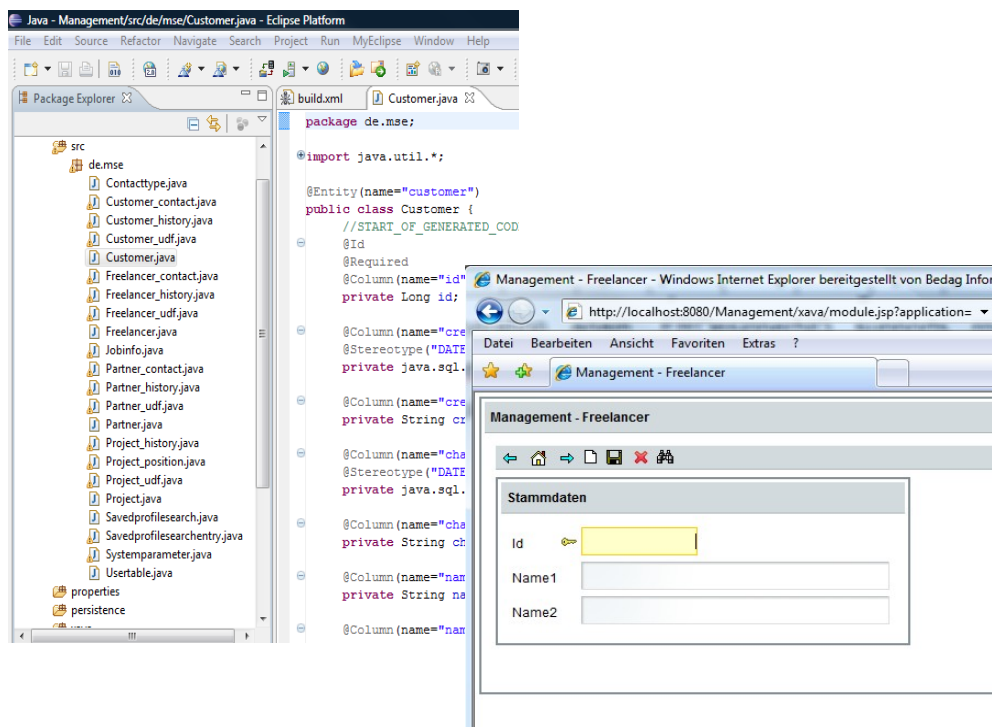 Java - Management/src/de/mse/Customer.java - Eclipse Platform
File Edit Source Refactor Navigate Search Project Run MyEclipse Window Help
Package Explorer
src
de.mse
Contacttype.java
Customer_contact.java
Customer_history.java
Customer_udf.java
Customer.java
Freelancer_contact.java
Freelancer_history.java
Freelancer_udf.java
Freelancer.java
Jobinfo.java
Partner_contact.java
Partner_history.java
Partner_udf.java
Partner.java
Project_history.java
Project_position.java
Project_udf.java
Project.java
Savedprofilesearch.java
Savedprofilesearchentry.java
Systemparameter.java
Usertable.java
properties
persistence
build.xml Customer.java
package de.mse;
import java.util.*;
@Entity(name="customer")
public class Customer {
//START_OF_GENERATED_COD
@Id
@Required
@Column(name="id"
private Long id;
@Column(name="cre
@Stereotype("DATE
private java.sql.
@Column(name="cre
private String cr
@Column(name="cha
@Stereotype("DATE
private java.sql.
@Column(name="cha
private String ch
@Column(name="nam
private String na
@Column(name="nam
Management - Freelancer - Windows Internet Explorer bereitgestellt von Bedag Infor
http://localhost:8080/Management/xava/module.jsp?application=
Datei Bearbeiten Ansicht Favoriten Extras ?
Management - Freelancer
Management - Freelancer
Stammdaten
Id
Name1
Name2